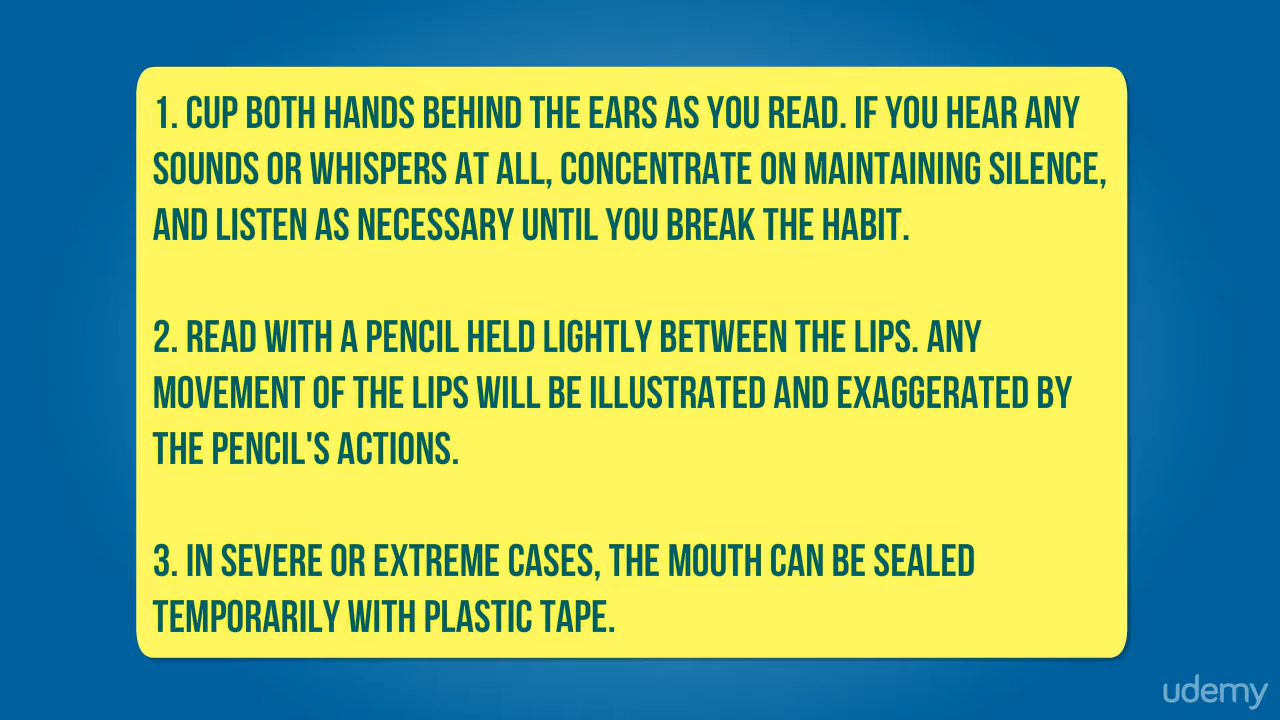 1. CUP BOTH HANDS BEHIND THE EARS AS YOU READ. IF YOU HEAR ANY
SOUNDS OR WHISPERS AT ALL, CONCENTRATE ON MAINTAINING SILENCE,
AND LISTEN AS NECESSARY UNTIL YOU BREAK THE HABIT.
2. READ WITH A PENCIL HELD LIGHTLY BETWEEN THE LIPS. ANY
MOVEMENT OF THE LIPS WILL BE ILLUSTRATED AND EXAGGERATED BY
THE PENCIL'S ACTIONS.
3. IN SEVERE OR EXTREME CASES, THE MOUTH CAN BE SEALED
TEMPORARILY WITH PLASTIC TAPE.
udemy